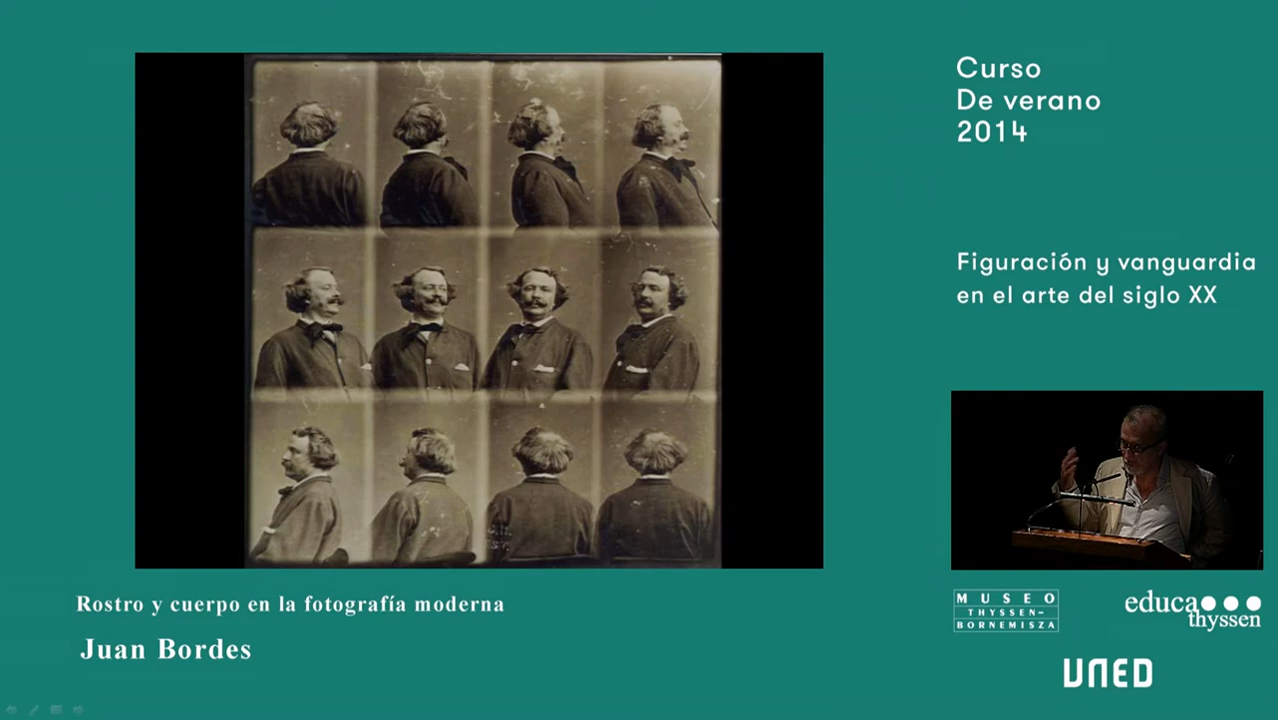 Curso
De verano
2014
Figuración y vanguardia
en el arte del siglo XX
Rostro y cuerpo en la fotografía moderna
Juan Bordes
MUSEO
THYSSEN-
BORNEMISZA
educa
thyssen
UNED